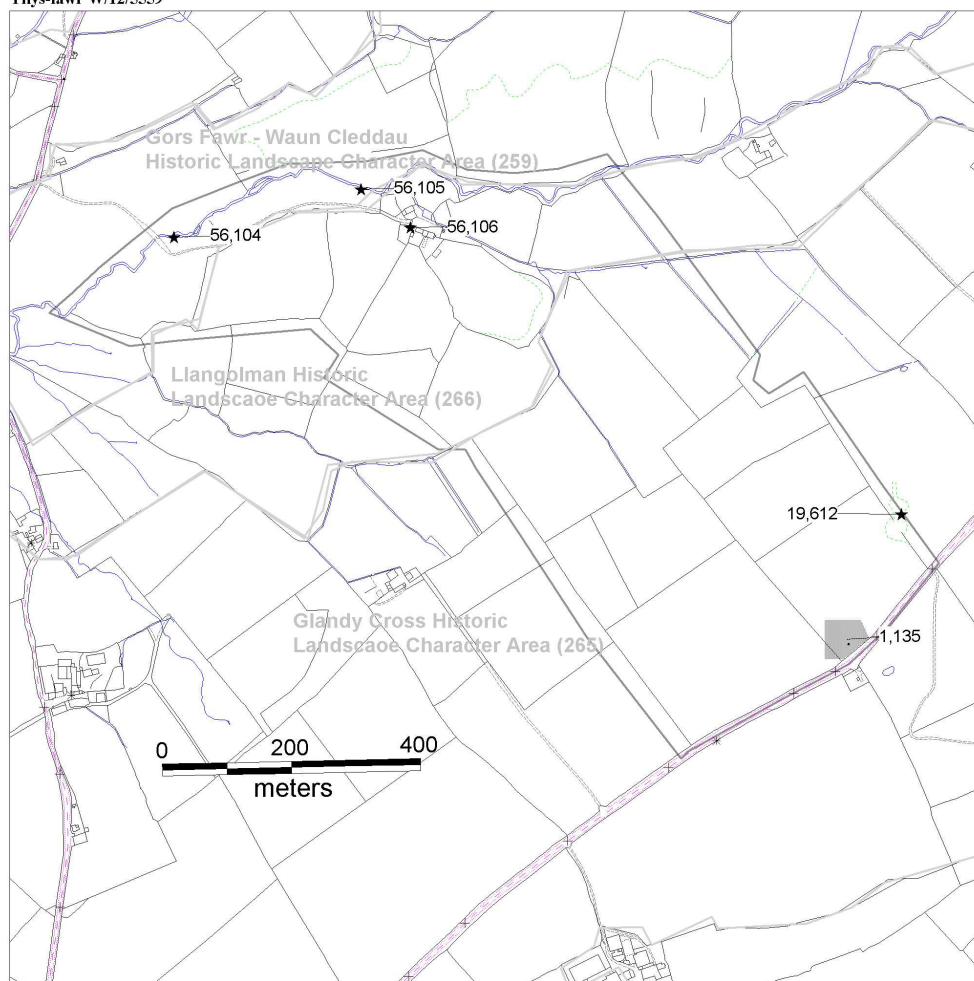 Gors Fawr - Waun Cleddau
Historic Landscape Character Area (259)
56,105
56,104
56,106
Llangolman Historic
Landscaoe Character Area (266)
19,612
Glandy Cross Historic
Landscaoe Character Area (265)
1,135
0 200 400
meters